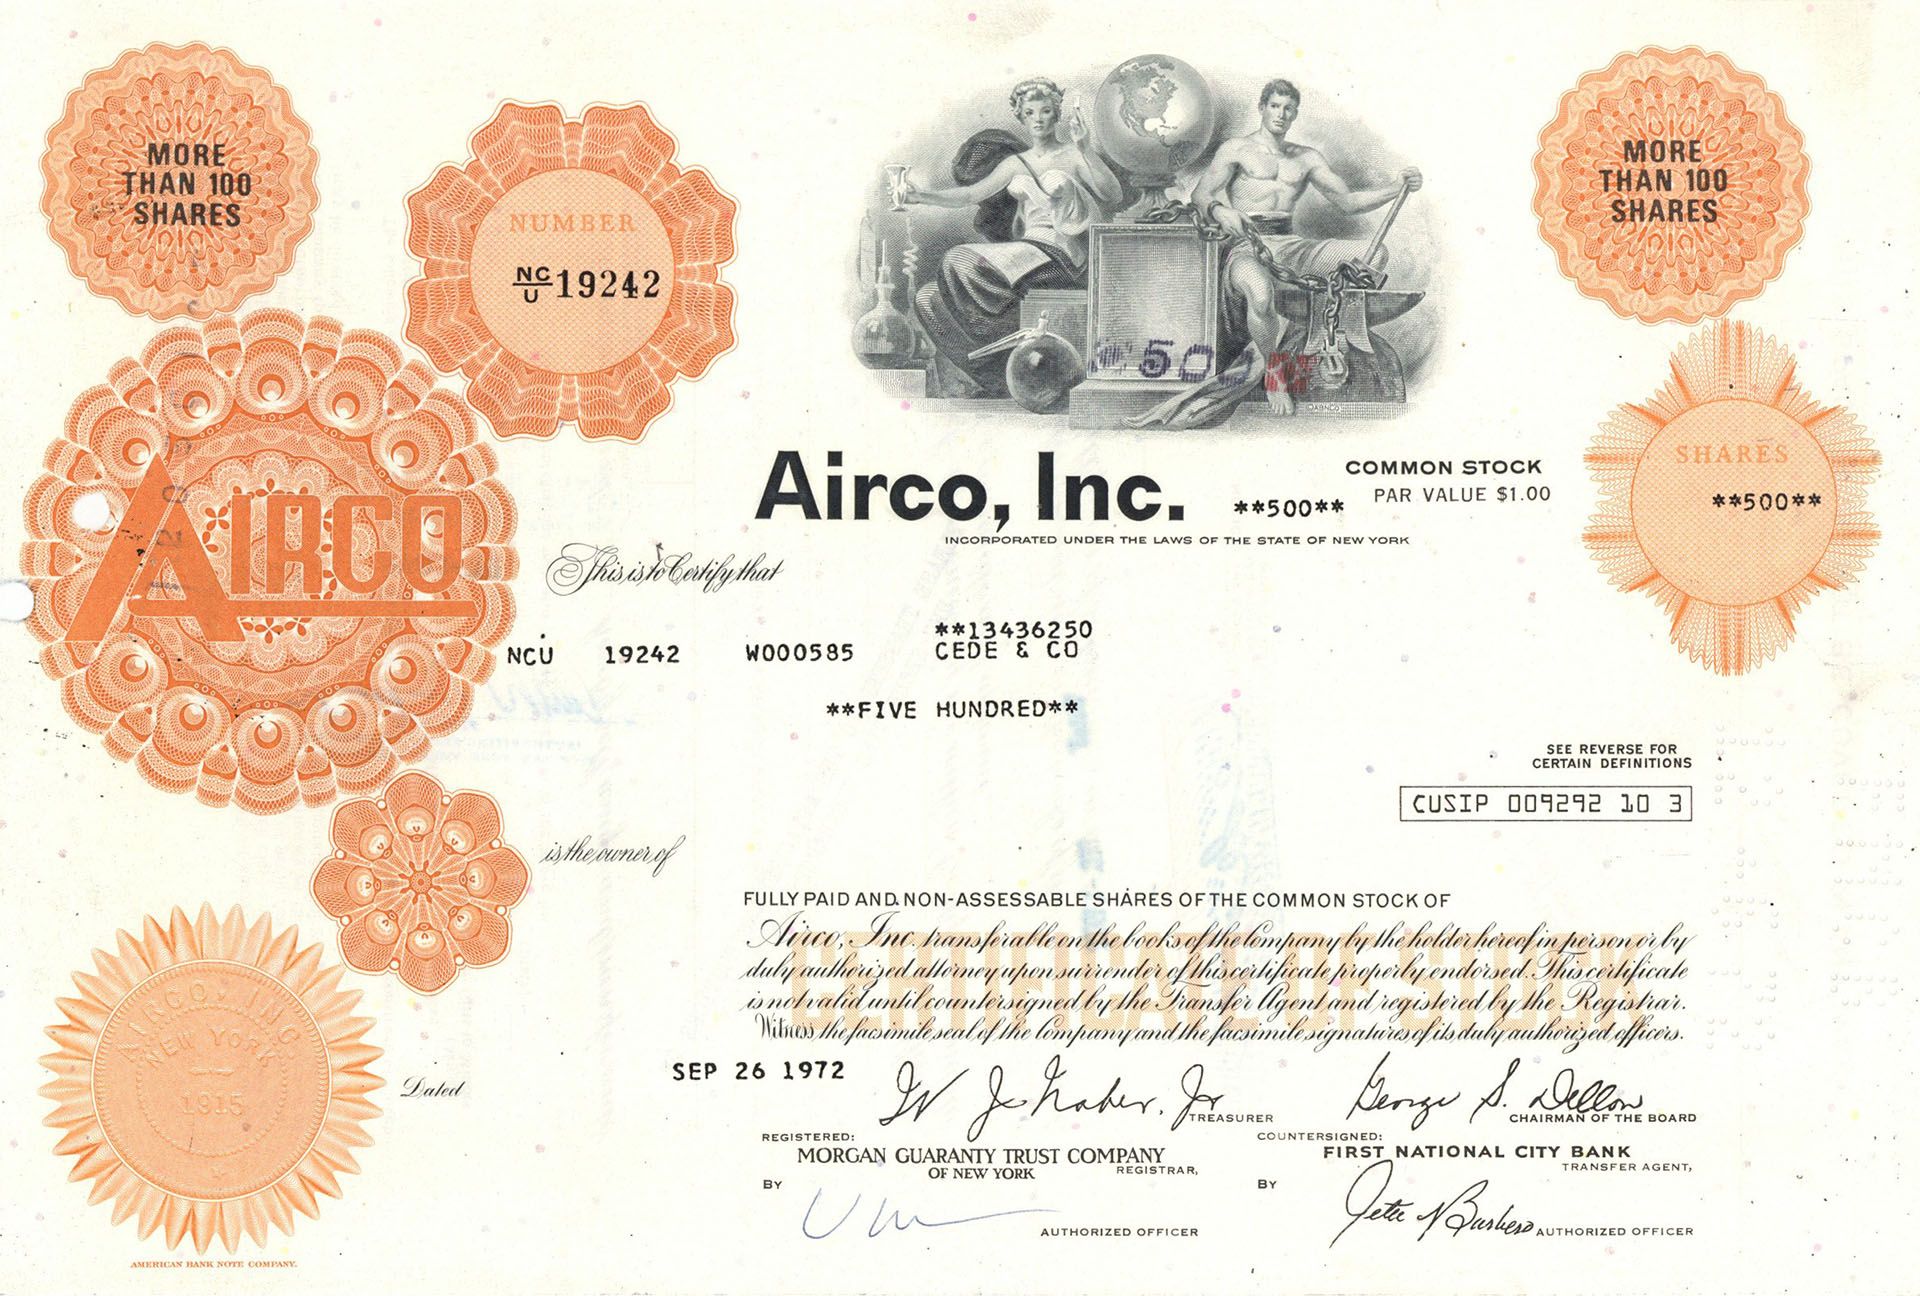 MORE
THAN 100
SHARES
NUMBER
NC/U 19242
MORE
THAN 100
SHARES
SHARES
**500**
AIRCO
Airco, Inc.
**500**
COMMON STOCK
PAR VALUE $1.00
INCORPORATED UNDER THE LAWS OF THE STATE OF NEW YORK
This is to Certify that
**13436250
NCU 19242 W000585 CEDE & CO
**FIVE HUNDRED**
SEE REVERSE FOR
CERTAIN DEFINITIONS
CUSIP 009292 10 3
is the owner of
FULLY PAID AND NON-ASSESSABLE SHARES OF THE COMMON STOCK OF
Airco, Inc. transferable on the books of the Company by the holder hereof in person or by
duly authorized attorney upon surrender of this certificate properly endorsed. This certificate
is not valid until countersigned by the Transfer Agent and registered by the Registrar.
Witness the facsimile seal of the Company and the facsimile signatures of its duly authorized officers.
AIRCO, INC.
NEW YORK
1915
Dated
SEP 26 1972
TREASURER
George S. Dillon
CHAIRMAN OF THE BOARD
REGISTERED:
MORGAN GUARANTY TRUST COMPANY
OF NEW YORK
REGISTRAR,
BY
AUTHORIZED OFFICER
COUNTERSIGNED:
FIRST NATIONAL CITY BANK
TRANSFER AGENT,
BY
AUTHORIZED OFFICER
AMERICAN BANK NOTE COMPANY.